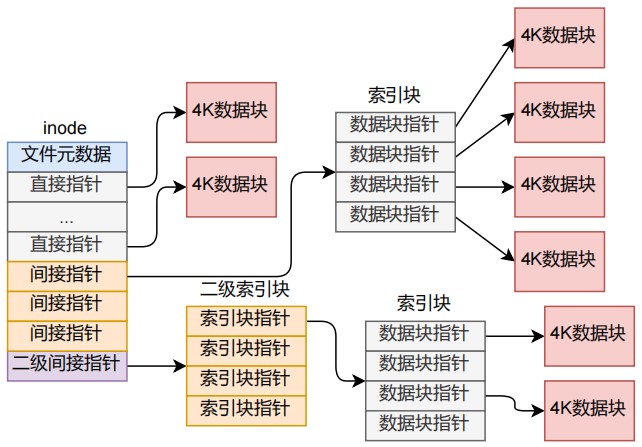 inode
文件元数据
直接指针
...
直接指针
间接指针
间接指针
间接指针
二级间接指针
4K数据块
4K数据块
索引块
数据块指针
数据块指针
数据块指针
数据块指针
4K数据块
4K数据块
4K数据块
4K数据块
二级索引块
索引块指针
索引块指针
索引块指针
索引块指针
索引块
数据块指针
数据块指针
数据块指针
数据块指针
4K数据块
4K数据块